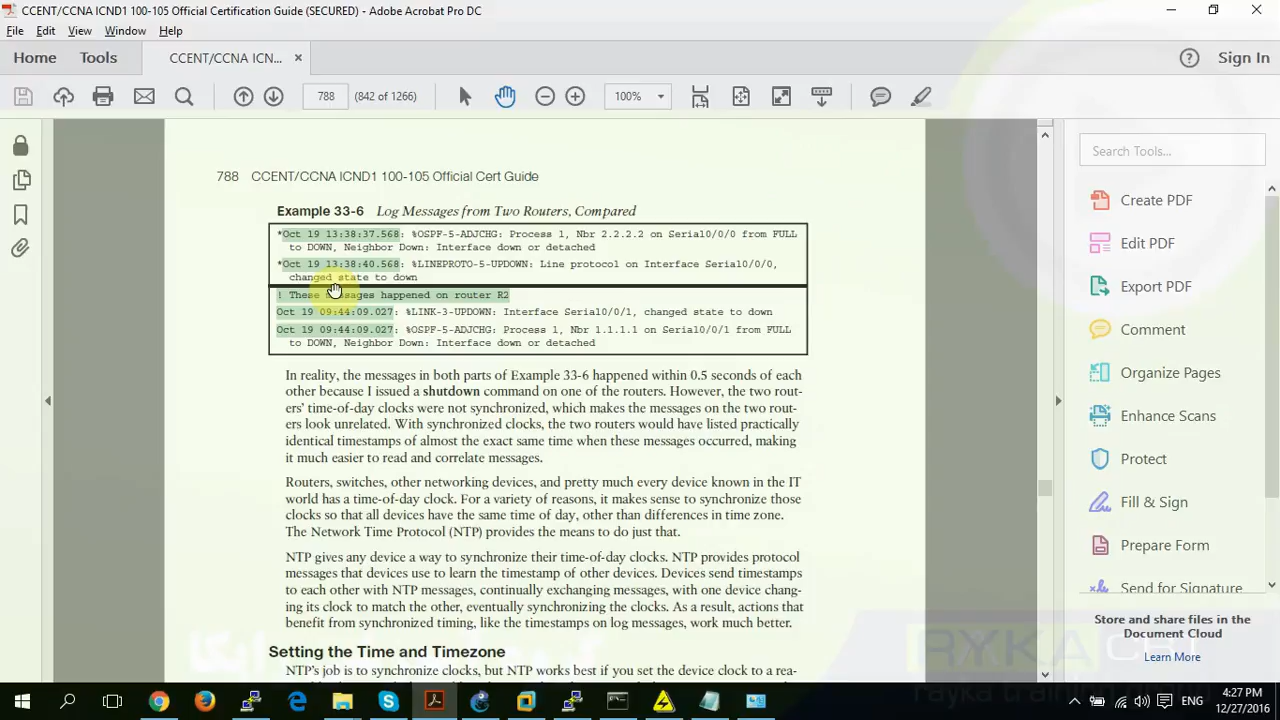 CCENT/CCNA ICND1 100-105 Official Certification Guide (SECURED) - Adobe Acrobat Pro DC
File Edit View Window Help
Home Tools CCENT/CCNA ICN... × Sign In
788 (842 of 1266) 100%
788 CCENT/CCNA ICND1 100-105 Official Cert Guide
Example 33-6 Log Messages from Two Routers, Compared
*Oct 19 13:38:37.568: %OSPF-5-ADJCHG: Process 1, Nbr 2.2.2.2 on Serial0/0/0 from FULL
to DOWN, Neighbor Down: Interface down or detached
*Oct 19 13:38:40.568: %LINEPROTO-5-UPDOWN: Line protocol on Interface Serial0/0/0,
changed state to down
! These messages happened on router R2
Oct 19 09:44:09.027: %LINK-3-UPDOWN: Interface Serial0/0/1, changed state to down
Oct 19 09:44:09.027: %OSPF-5-ADJCHG: Process 1, Nbr 1.1.1.1 on Serial0/0/1 from FULL
to DOWN, Neighbor Down: Interface down or detached
In reality, the messages in both parts of Example 33-6 happened within 0.5 seconds of each
other because I issued a shutdown command on one of the routers. However, the two rout-
ers' time-of-day clocks were not synchronized, which makes the messages on the two rout-
ers look unrelated. With synchronized clocks, the two routers would have listed practically
identical timestamps of almost the exact same time when these messages occurred, making
it much easier to read and correlate messages.
Routers, switches, other networking devices, and pretty much every device known in the IT
world has a time-of-day clock. For a variety of reasons, it makes sense to synchronize those
clocks so that all devices have the same time of day, other than differences in time zone.
The Network Time Protocol (NTP) provides the means to do just that.
NTP gives any device a way to synchronize their time-of-day clocks. NTP provides protocol
messages that devices use to learn the timestamp of other devices. Devices send timestamps
to each other with NTP messages, continually exchanging messages, with one device chang-
ing its clock to match the other, eventually synchronizing the clocks. As a result, actions that
benefit from synchronized timing, like the timestamps on log messages, work much better.
Setting the Time and Timezone
NTP's job is to synchronize clocks, but NTP works best if you set the device clock to a rea-
Search Tools...
Create PDF
Edit PDF
Export PDF
Comment
Organize Pages
Enhance Scans
Protect
Fill & Sign
Prepare Form
Send for Signature
Store and share files in the
Document Cloud
Learn More
ENG
4:27 PM
12/27/2016